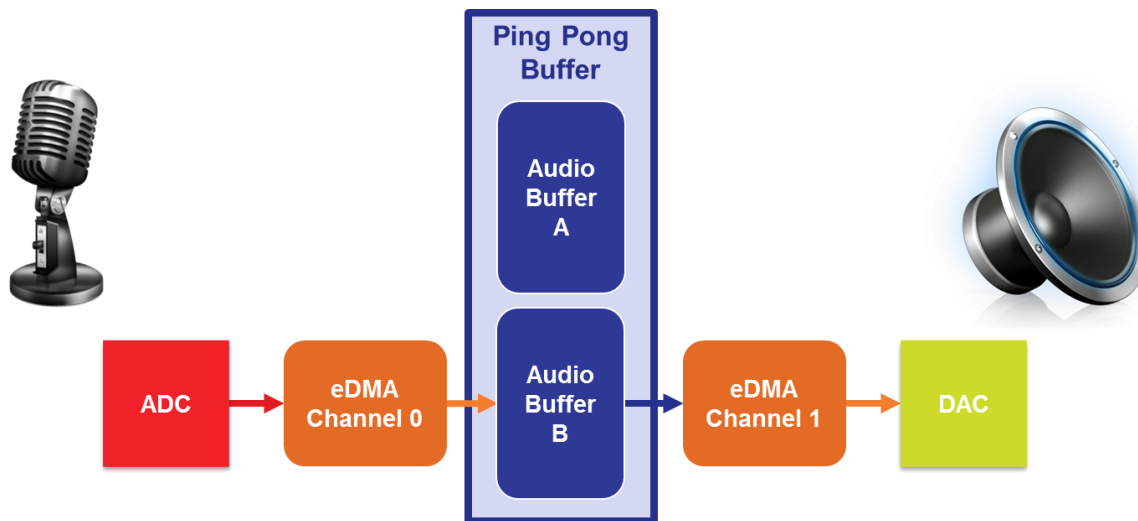 Ping Pong
Buffer
Audio
Buffer
A
ADC
eDMA
Channel 0
Audio
Buffer
B
eDMA
Channel 1
DAC